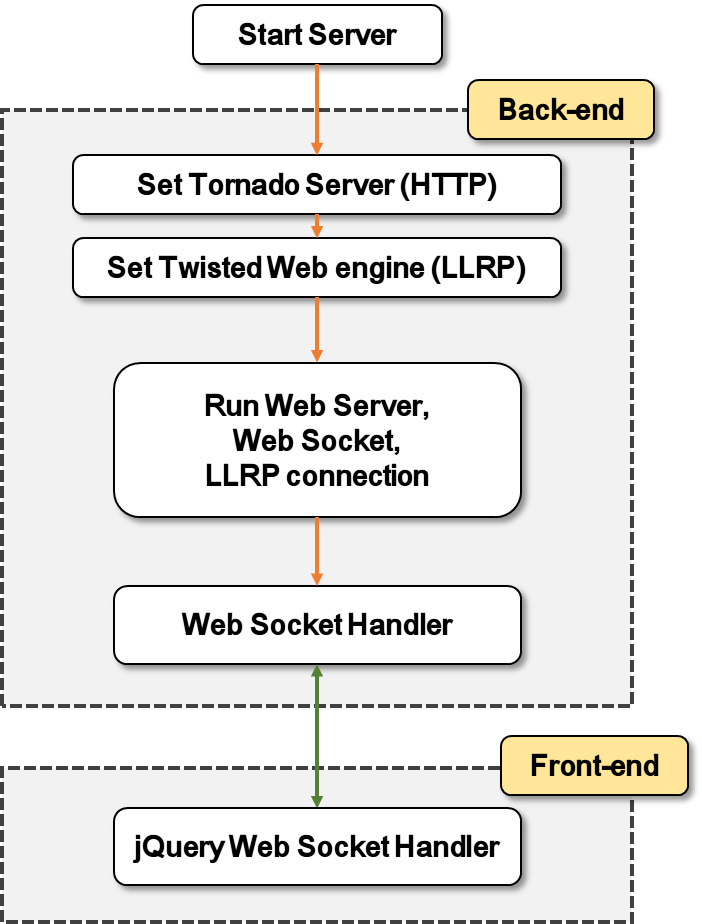 Start Server
Back-end
Set Tornado Server (HTTP)
Set Twisted Web engine (LLRP)
Run Web Server,
Web Socket,
LLRP connection
Web Socket Handler
Front-end
jQuery Web Socket Handler